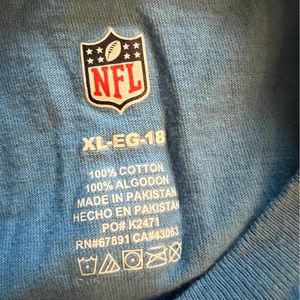 NFL
XL-EG-18
100% COTTON
100% ALGODON
MADE IN PAKISTAN
HECHO EN PAKISTAN
PO# K2471
RN#67891 CA#43063